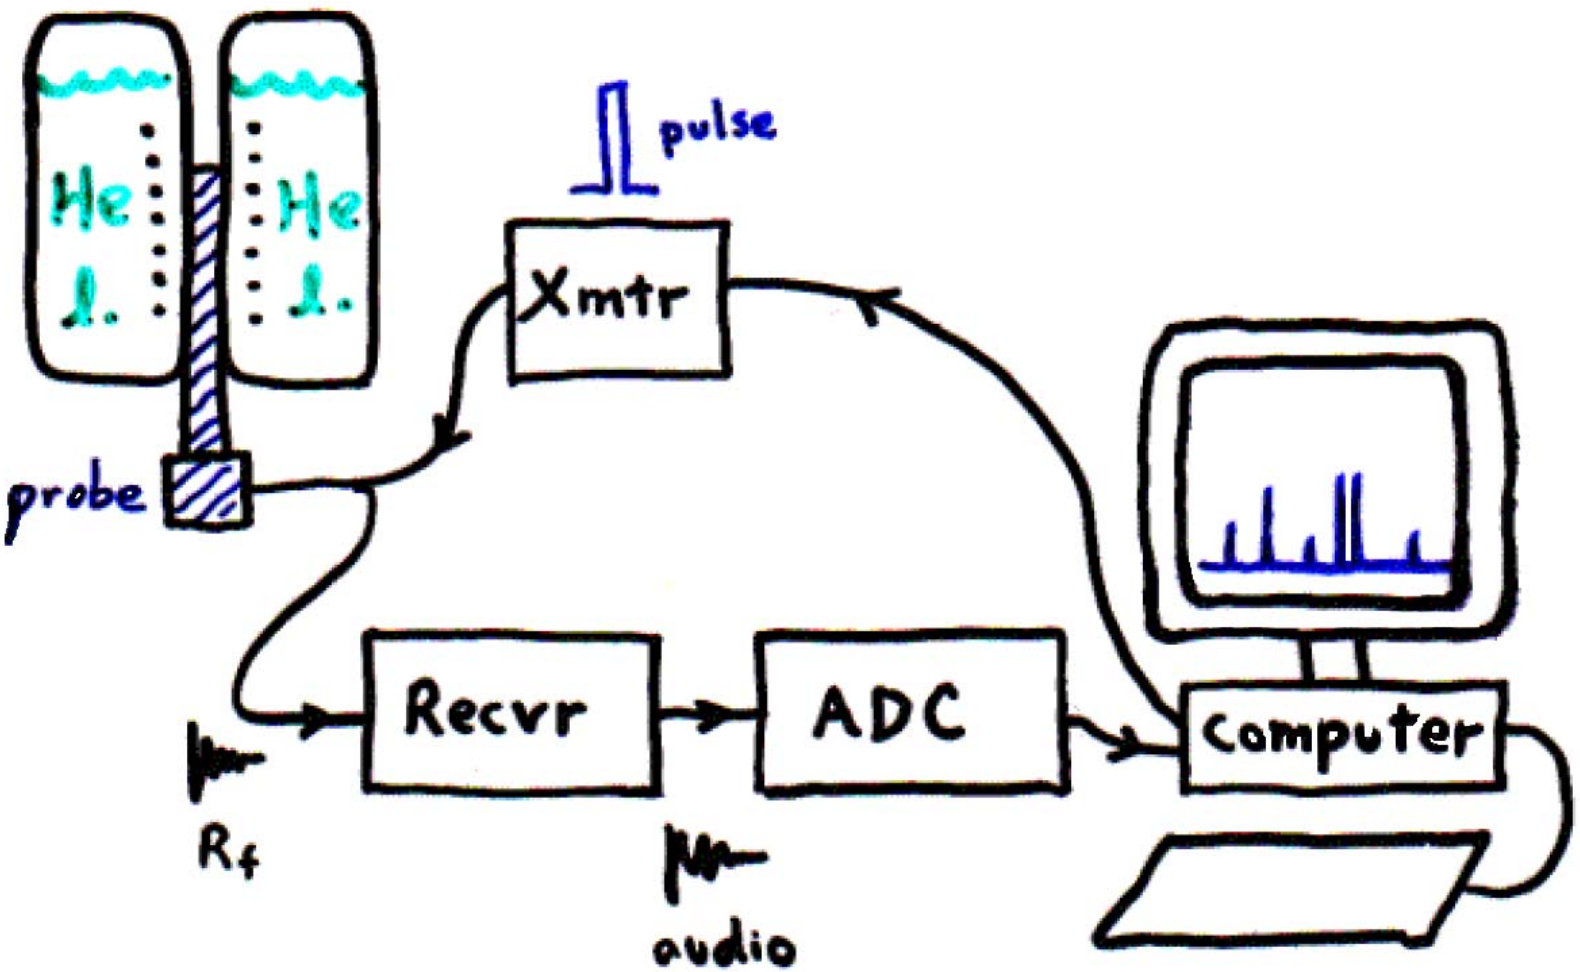 He
He
l.
l.
pulse
Xmtr
probe
Recvr
ADC
Computer
Rf
audio